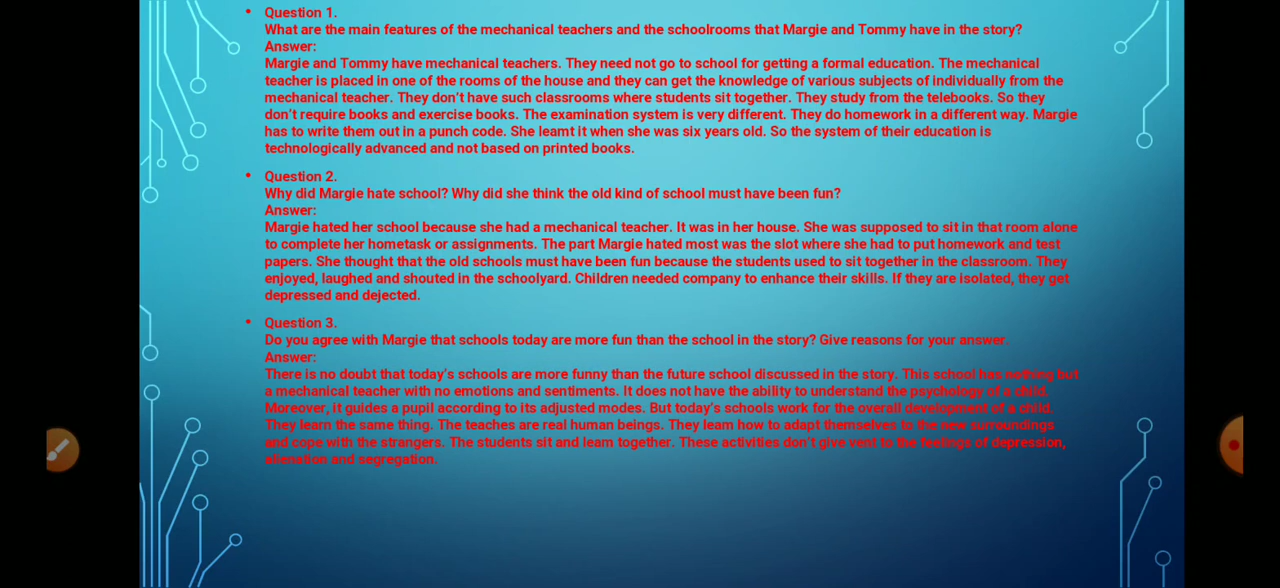 • Question 1.
What are the main features of the mechanical teachers and the schoolrooms that Margie and Tommy have in the story?
Answer:
Margie and Tommy have mechanical teachers. They need not go to school for getting a formal education. The mechanical
teacher is placed in one of the rooms of the house and they can get the knowledge of various subjects of individually from the
mechanical teacher. They don't have such classrooms where students sit together. They study from the telebooks. So they
don't require books and exercise books. The examination system is very different. They do homework in a different way. Margie
has to write them out in a punch code. She leamt it when she was six years old. So the system of their education is
technologically advanced and not based on printed books.
• Question 2.
Why did Margie hate school? Why did she think the old kind of school must have been fun?
Answer:
Margie hated her school because she had a mechanical teacher. It was in her house. She was supposed to sit in that room alone
to complete her hometask or assignments. The part Margie hated most was the slot where she had to put homework and test
papers. She thought that the old schools must have been fun because the students used to sit together in the classroom. They
enjoyed, laughed and shouted in the schoolyard. Children needed company to enhance their skills. If they are isolated, they get
depressed and dejected.
• Question 3.
Do you agree with Margie that schools today are more fun than the school in the story? Give reasons for your answer.
Answer:
There is no doubt that today's schools are more funny than the future school discussed in the story. This school has nothing but
a mechanical teacher with no emotions and sentiments. It does not have the ability to understand the psychology of a child.
Moreover, it guides a pupil according to its adjusted modes. But today's schools work for the overall development of a child.
They learn the same thing. The teaches are real human beings. They leam how to adapt themselves to the new surroundings
and cope with the strangers. The students sit and leam together. These activities don't give vent to the feelings of depression,
alienation and segregation.